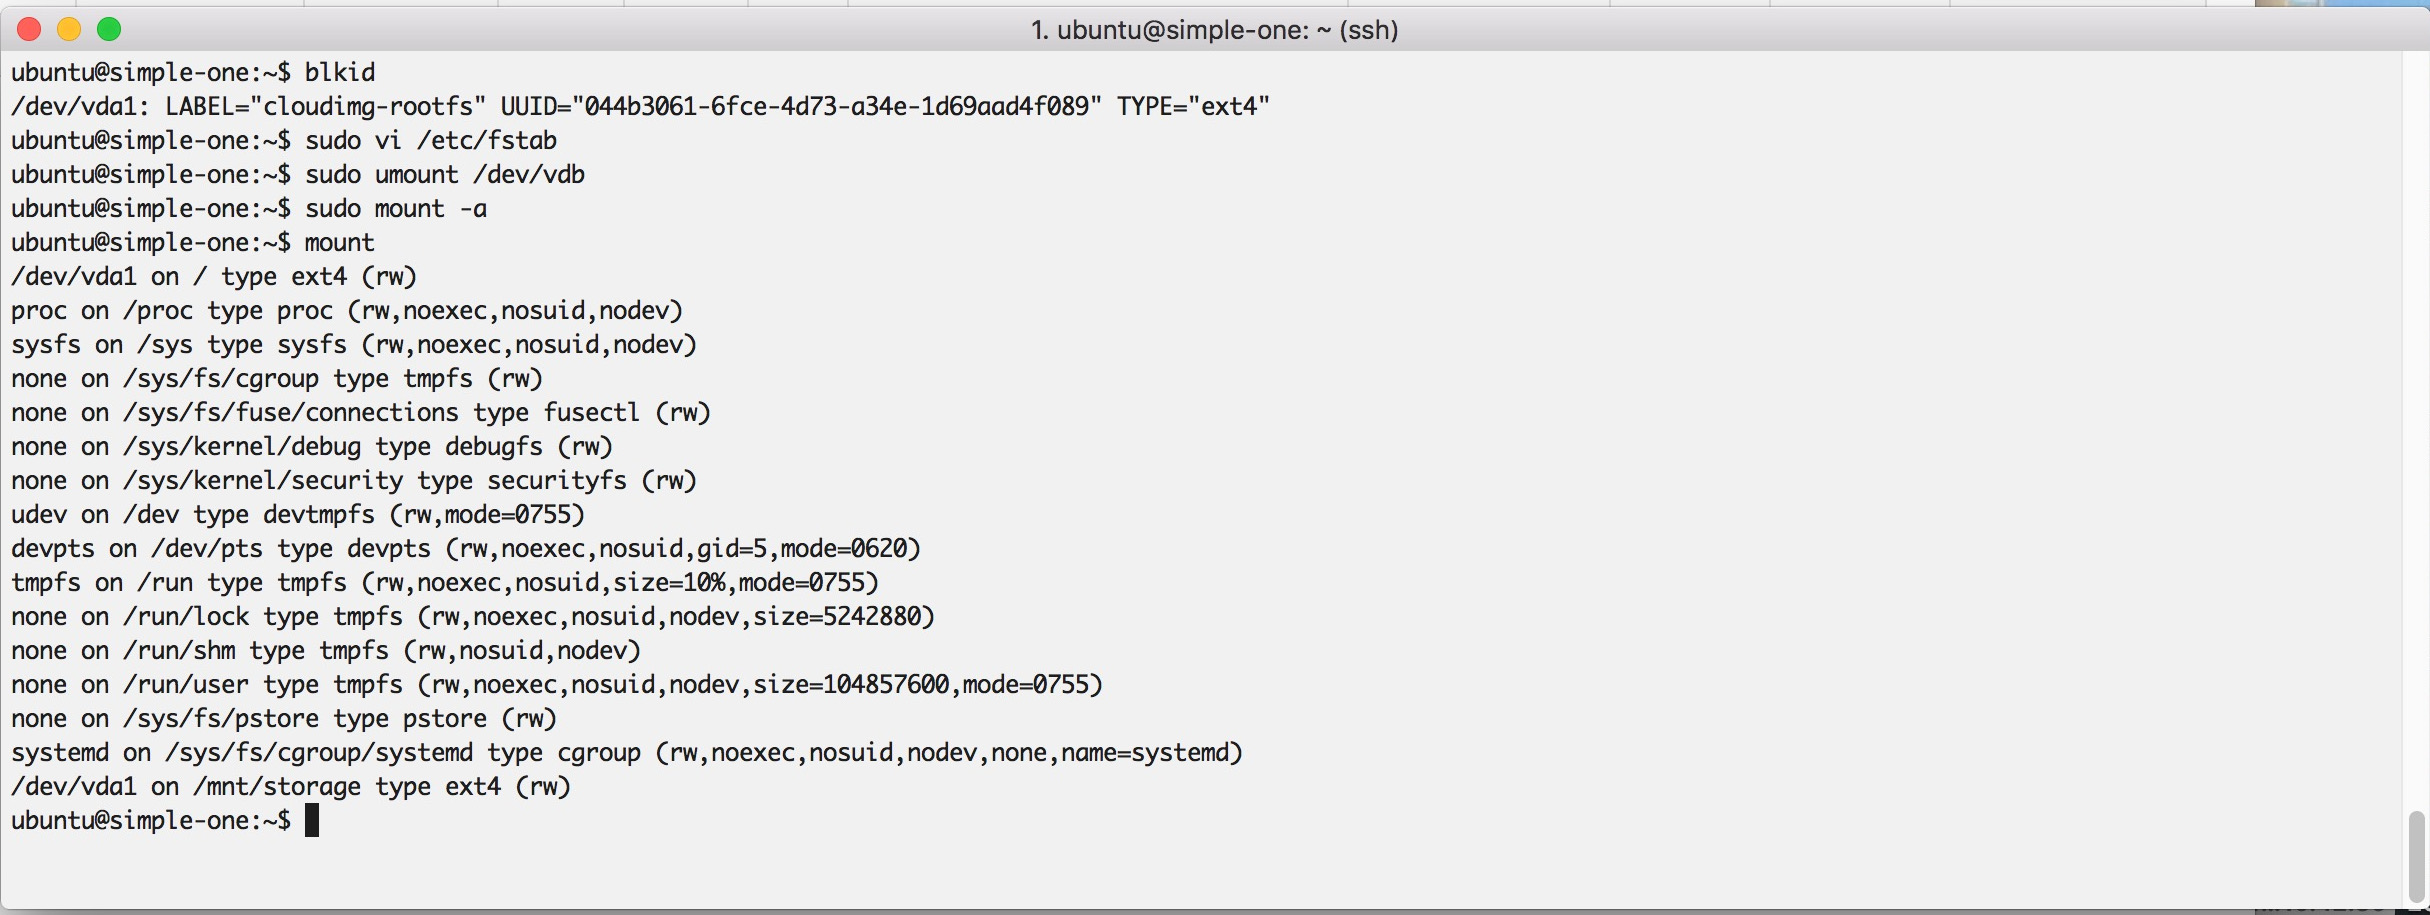 1. ubuntu@simple-one: ~ (ssh)
ubuntu@simple-one:~$ blkid
/dev/vda1: LABEL="cloudimg-rootfs" UUID="044b3061-6fce-4d73-a34e-1d69aad4f089" TYPE="ext4"
ubuntu@simple-one:~$ sudo vi /etc/fstab
ubuntu@simple-one:~$ sudo umount /dev/vdb
ubuntu@simple-one:~$ sudo mount -a
ubuntu@simple-one:~$ mount
/dev/vda1 on / type ext4 (rw)
proc on /proc type proc (rw,noexec,nosuid,nodev)
sysfs on /sys type sysfs (rw,noexec,nosuid,nodev)
none on /sys/fs/cgroup type tmpfs (rw)
none on /sys/fs/fuse/connections type fusectl (rw)
none on /sys/kernel/debug type debugfs (rw)
none on /sys/kernel/security type securityfs (rw)
udev on /dev type devtmpfs (rw,mode=0755)
devpts on /dev/pts type devpts (rw,noexec,nosuid,gid=5,mode=0620)
tmpfs on /run type tmpfs (rw,noexec,nosuid,size=10%,mode=0755)
none on /run/lock type tmpfs (rw,noexec,nosuid,nodev,size=5242880)
none on /run/shm type tmpfs (rw,nosuid,nodev)
none on /run/user type tmpfs (rw,noexec,nosuid,nodev,size=104857600,mode=0755)
none on /sys/fs/pstore type pstore (rw)
systemd on /sys/fs/cgroup/systemd type cgroup (rw,noexec,nosuid,nodev,none,name=systemd)
/dev/vda1 on /mnt/storage type ext4 (rw)
ubuntu@simple-one:~$